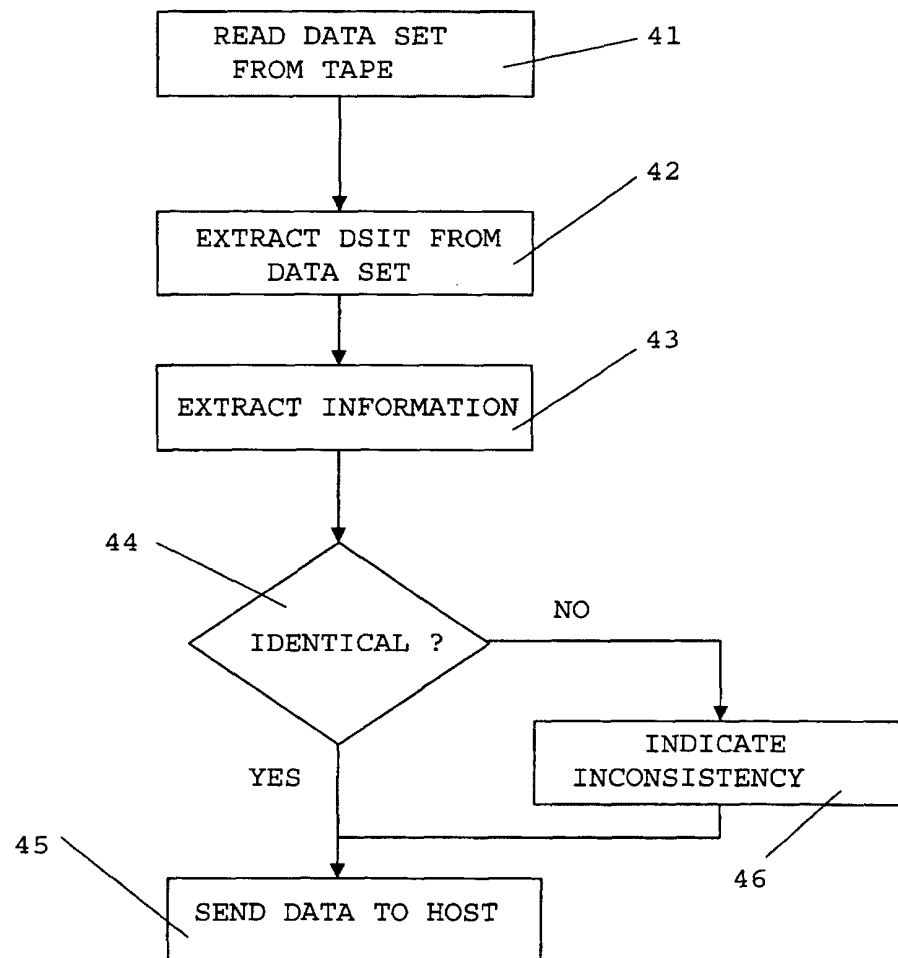 READ DATA SET
FROM TAPE
41
42
EXTRACT DSIT FROM
DATA SET
43
EXTRACT INFORMATION
44
IDENTICAL ?
NO
YES
INDICATE
INCONSISTENCY
46
45
SEND DATA TO HOST